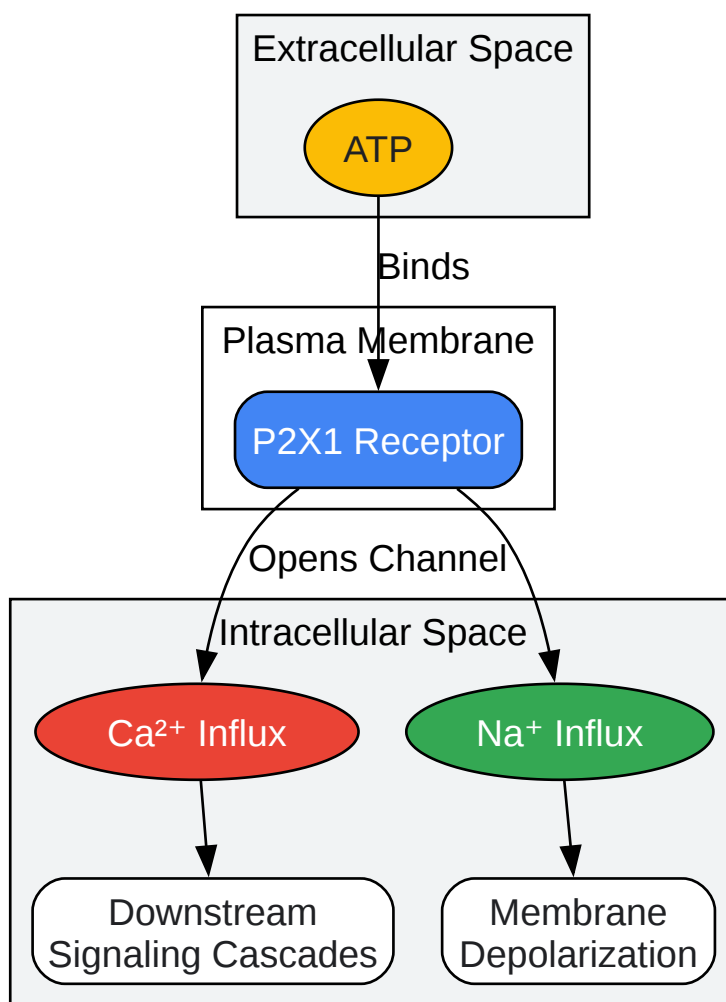 Extracellular Space
ATP
Binds
Plasma Membrane
P2X1 Receptor
Opens Channel
Intracellular Space
Ca²⁺ Influx
Na⁺ Influx
Downstream
Signaling Cascades
Membrane
Depolarization